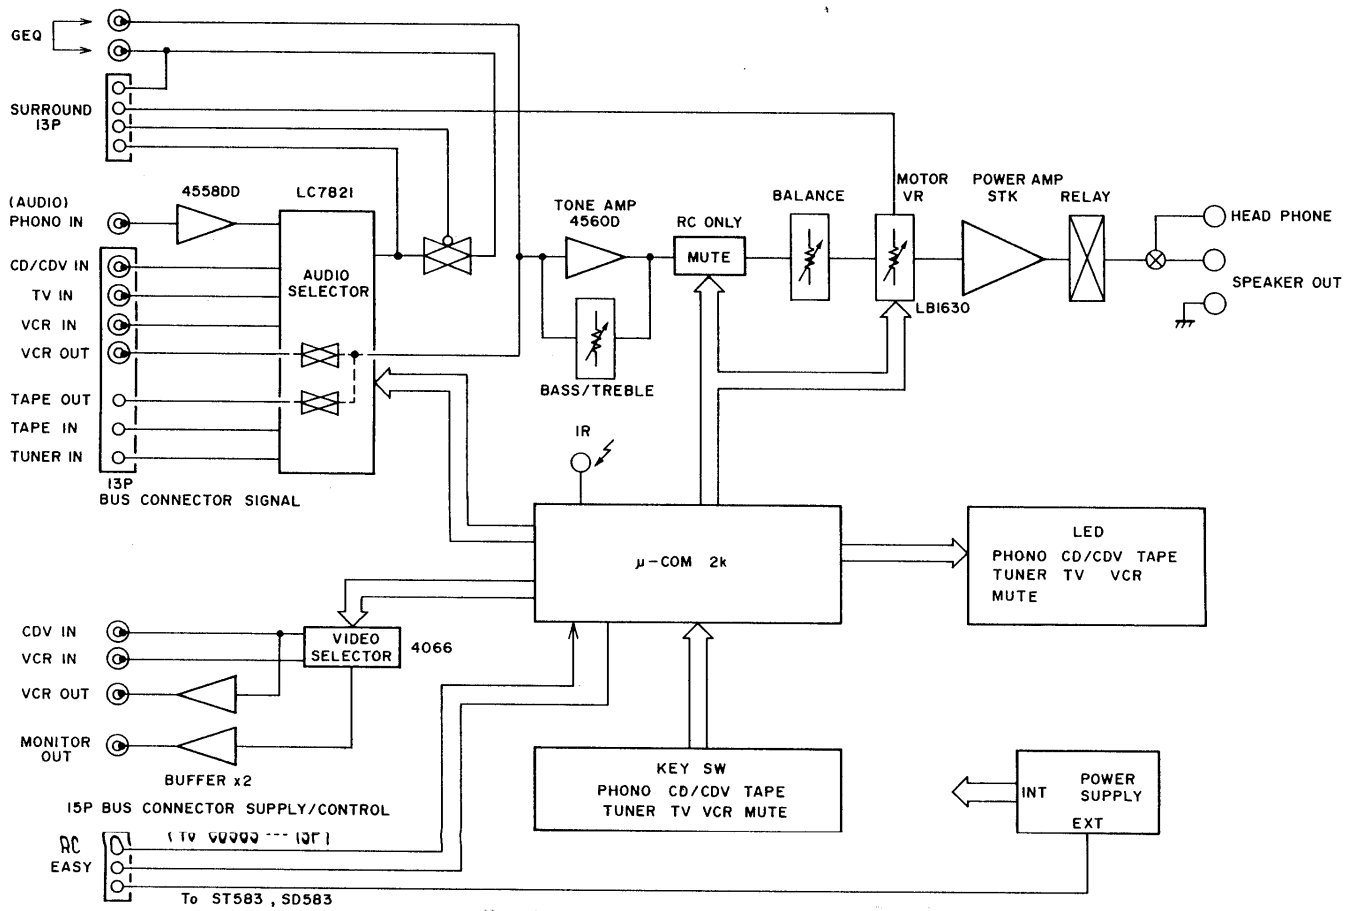 GEQ
SURROUND
13P
(AUDIO)
PHONO IN
4558DD
LC7821
CD/CDV IN
TV IN
VCR IN
VCR OUT
TAPE OUT
TAPE IN
TUNER IN
13P
BUS CONNECTOR SIGNAL
AUDIO
SELECTOR
TONE AMP
4560D
BASS/TREBLE
RC ONLY
MUTE
BALANCE
MOTOR
VR
LB1630
POWER AMP
STK
RELAY
HEAD PHONE
SPEAKER OUT
IR
μ-COM 2k
LED
PHONO CD/CDV TAPE
TUNER TV VCR
MUTE
CDV IN
VCR IN
VCR OUT
MONITOR
OUT
VIDEO
SELECTOR
4066
BUFFER x2
KEY SW
PHONO CD/CDV TAPE
TUNER TV VCR MUTE
INT
POWER
SUPPLY
EXT
15P BUS CONNECTOR SUPPLY/CONTROL
RC
EASY
To ST583 , SD583